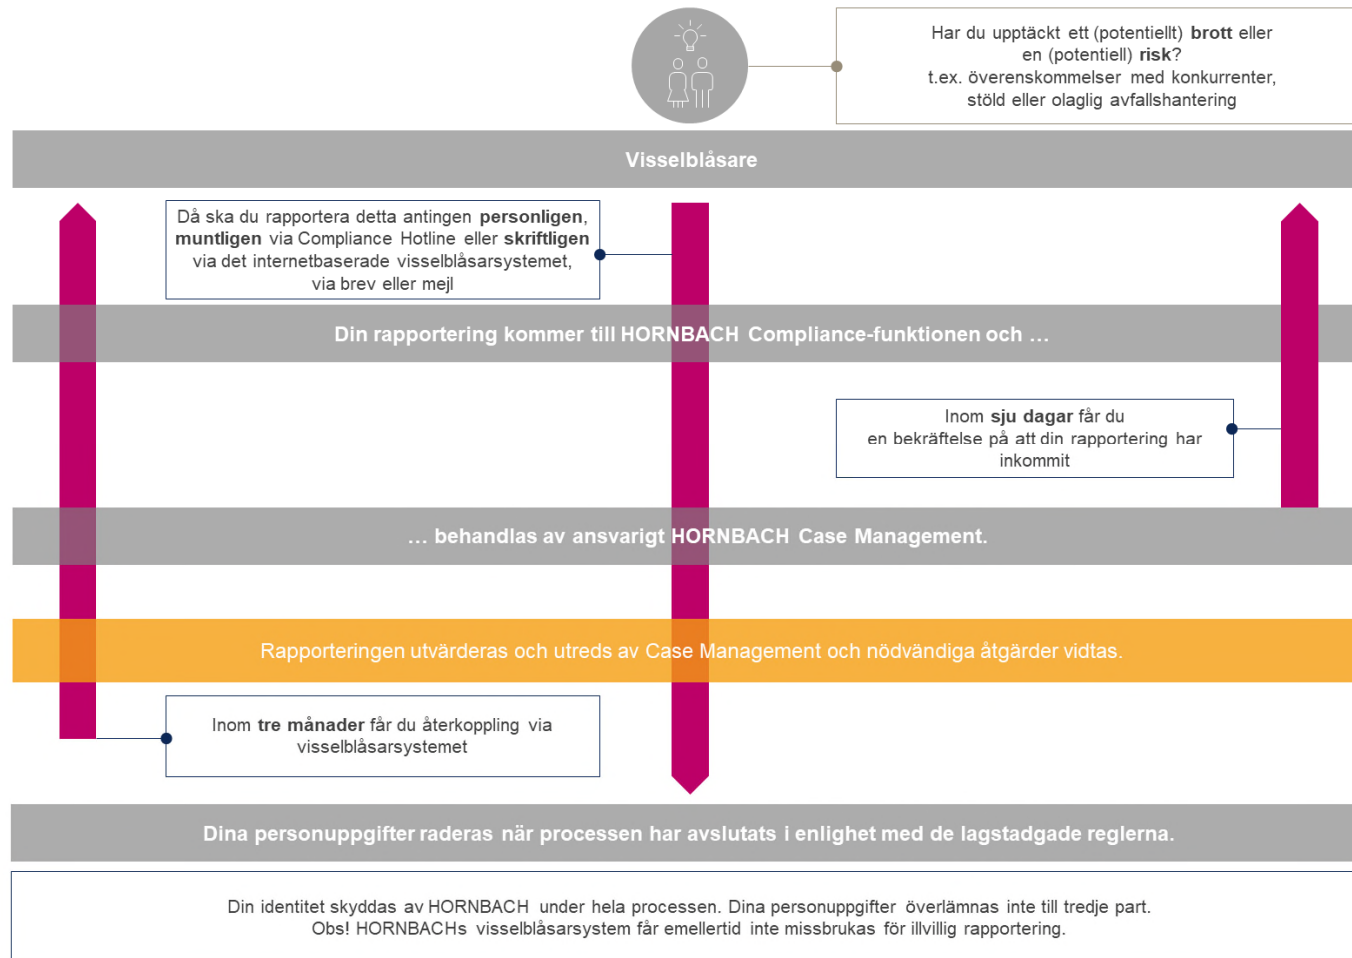 Har du upptäckt ett (potentiellt) brott eller
en (potentiell) risk?
t.ex. överenskommelser med konkurrenter,
stöld eller olaglig avfallshantering
Visselblåsare
Då ska du rapportera detta antingen personligen,
muntligen via Compliance Hotline eller skriftligen
via det internetbaserade visselblåsarsystemet,
via brev eller mejl
Din rapportering kommer till HORNBACH Compliance-funktionen och …
Inom sju dagar får du
en bekräftelse på att din rapportering har
inkommit
… behandlas av ansvarigt HORNBACH Case Management.
Rapporteringen utvärderas och utreds av Case Management och nödvändiga åtgärder vidtas.
Inom tre månader får du återkoppling via
visselblåsarsystemet
Dina personuppgifter raderas när processen har avslutats i enlighet med de lagstadgade reglerna.
Din identitet skyddas av HORNBACH under hela processen. Dina personuppgifter överlämnas inte till tredje part.
Obs! HORNBACHs visselblåsarsystem får emellertid inte missbrukas för illvillig rapportering.